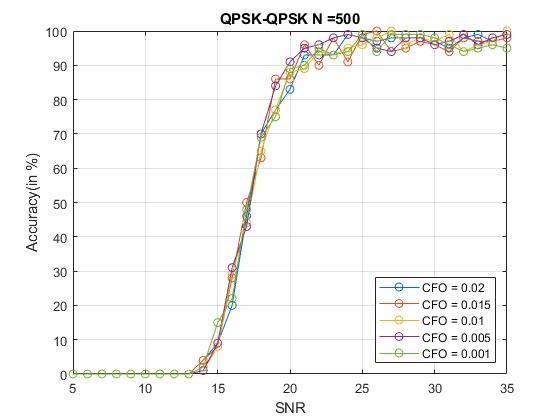 QPSK-QPSK N =500
100
90
80
70
60
50
40
30
20
10
0
Accuracy(in %)
5
10
15
20
25
30
35
SNR
CFO = 0.02
CFO = 0.015
CFO = 0.01
CFO = 0.005
CFO = 0.001